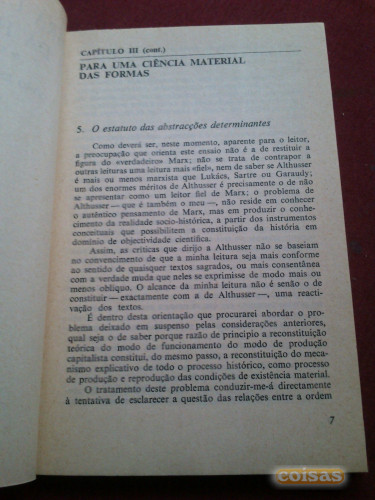 CAPÍTULO III (cont.)
PARA UMA CIÊNCIA MATERIAL
DAS FORMAS
5. O estatuto das abstracções determinantes
Como deverá ser, neste momento, aparente para o leitor,
a preocupação que orienta este ensaio não é a de restituir a
figura do «verdadeiro» Marx; não se trata de contrapor a
outras leituras uma leitura mais «fiel», nem de saber se Althusser
é mais ou menos marxista que Lukács, Sartre ou Garaudy;
um dos enormes méritos de Althusser é precisamente o de não
se apresentar como um leitor fiel de Marx; o problema de
Althusser — que é também o meu —, não reside em conhecer
o autêntico pensamento de Marx, mas em produzir o conhe-
cimento da realidade socio-histórica, a partir dos instrumentos
conceituais que possibilitem a constituição da história em
domínio de objectividade científica.
Assim, as críticas que dirijo a Althusser não se baseiam
no convencimento de que a minha leitura seja mais conforme
ao sentido de quaisquer textos sagrados, ou mais consentânea
com a verdade muda que neles se exprimisse de modo mais ou
menos oblíquo. O alcance da minha leitura não é senão o de
constituir — exactamente com a de Althusser —, uma reacti-
vação dos textos.
É dentro desta orientação que procurarei abordar o pro-
blema deixado em suspenso pelas considerações anteriores,
qual seja o de saber porque razão de princípio a reconstituição
teórica do modo de funcionamento do modo de produção
capitalista constitui, do mesmo passo, a reconstituição do meca-
nismo explicativo de todo o processo histórico, como processo
de produção e reprodução das condições de existência material.
O tratamento deste problema conduzir-me-á directamente
à tentativa de esclarecer a questão das relações entre a ordem
7
coisas